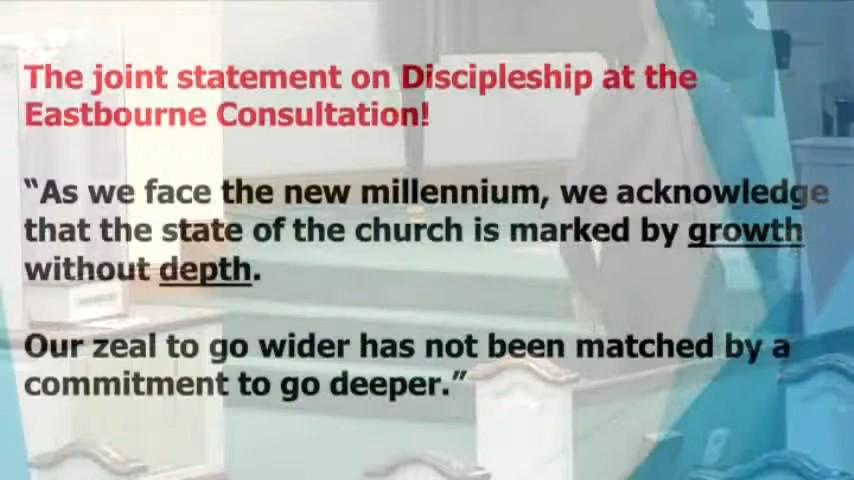 The joint statement on Discipleship at the
Eastbourne Consultation!
“As we face the new millennium, we acknowledge
that the state of the church is marked by growth
without depth.
Our zeal to go wider has not been matched by a
commitment to go deeper.”